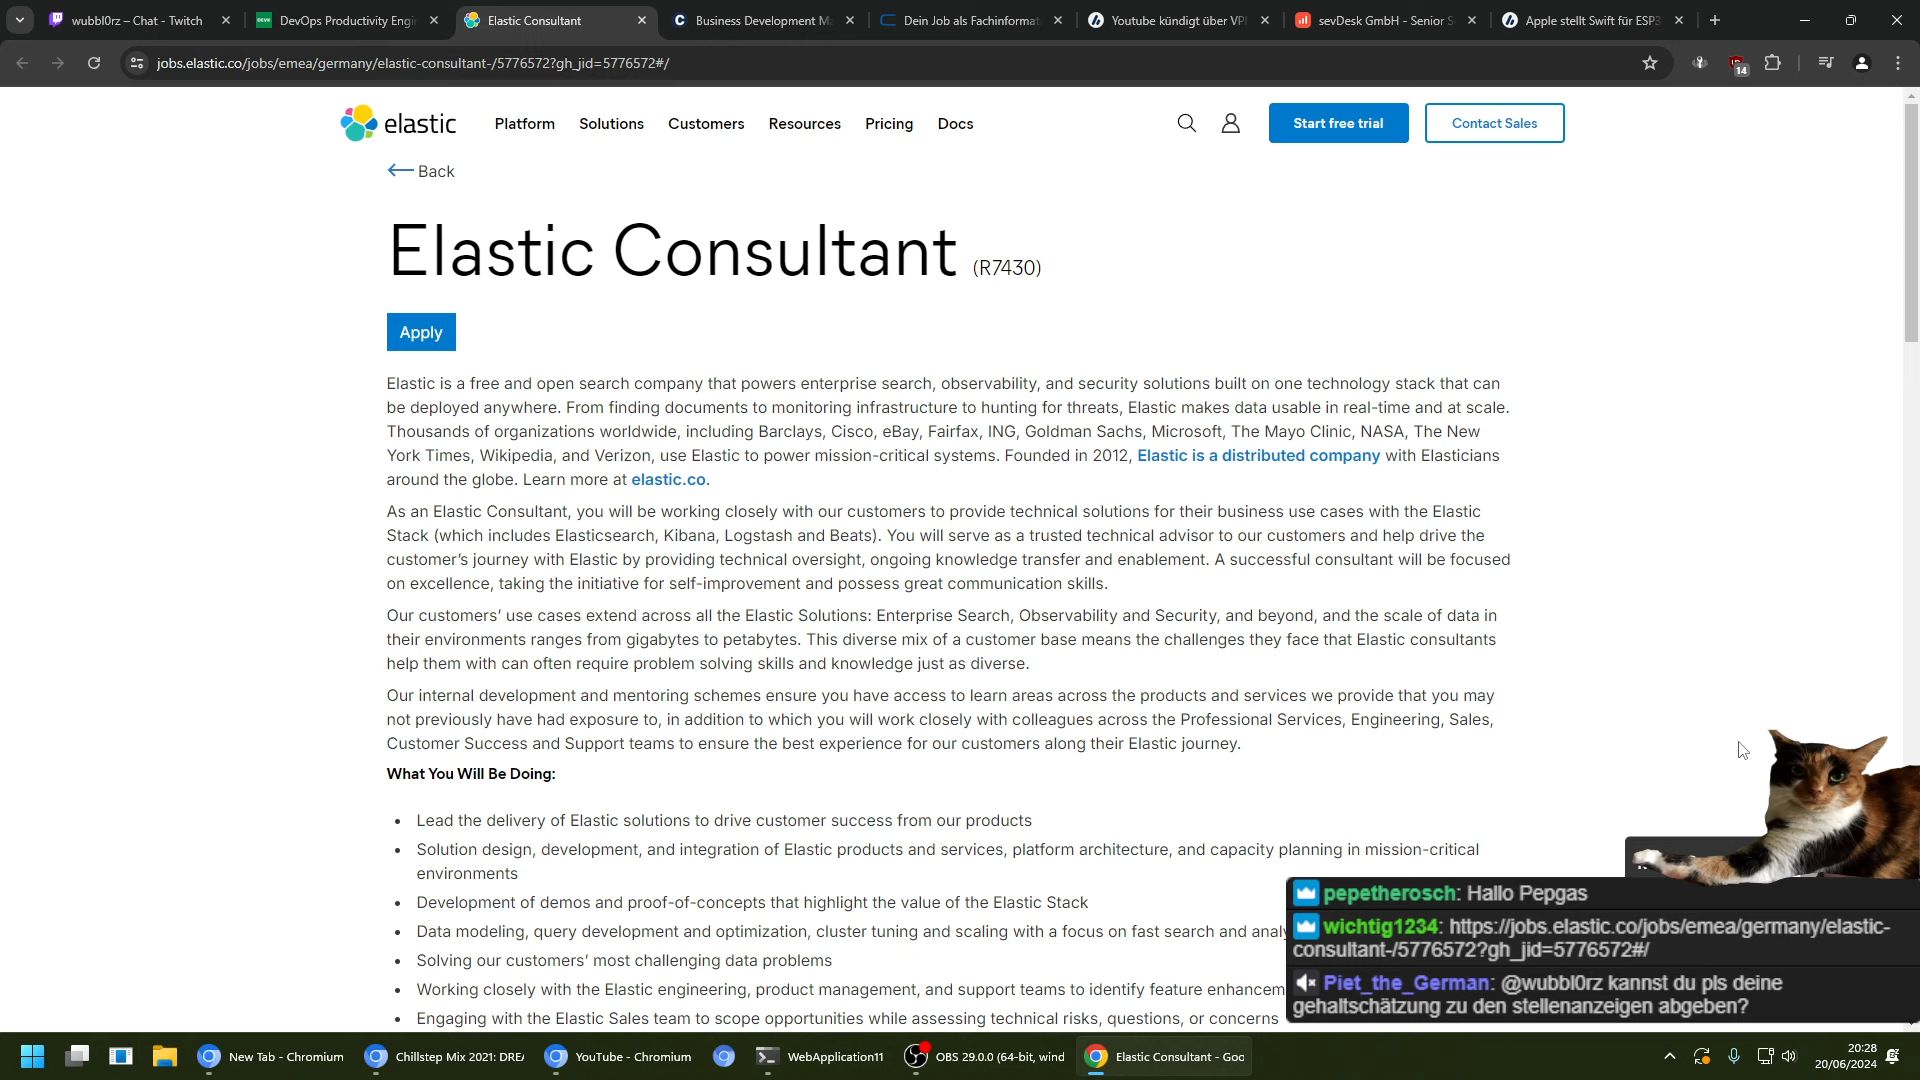 wubbl0rz – Chat - Twitch
DevOps Productivity Engi
Elastic Consultant
Business Development M
Dein Job als Fachinformat
Youtube kündigt über VP
sevDesk GmbH - Senior S
Apple stellt Swift für ESP3
jobs.elastic.co/jobs/emea/germany/elastic-consultant-/5776572?gh_jid=5776572#/
14
elastic
Platform
Solutions
Customers
Resources
Pricing
Docs
Start free trial
Contact Sales
Back
Elastic Consultant (R7430)
Apply
Elastic is a free and open search company that powers enterprise search, observability, and security solutions built on one technology stack that can
be deployed anywhere. From finding documents to monitoring infrastructure to hunting for threats, Elastic makes data usable in real-time and at scale.
Thousands of organizations worldwide, including Barclays, Cisco, eBay, Fairfax, ING, Goldman Sachs, Microsoft, The Mayo Clinic, NASA, The New
York Times, Wikipedia, and Verizon, use Elastic to power mission-critical systems. Founded in 2012, Elastic is a distributed company with Elasticians
around the globe. Learn more at elastic.co.
As an Elastic Consultant, you will be working closely with our customers to provide technical solutions for their business use cases with the Elastic
Stack (which includes Elasticsearch, Kibana, Logstash and Beats). You will serve as a trusted technical advisor to our customers and help drive the
customer’s journey with Elastic by providing technical oversight, ongoing knowledge transfer and enablement. A successful consultant will be focused
on excellence, taking the initiative for self-improvement and possess great communication skills.
Our customers’ use cases extend across all the Elastic Solutions: Enterprise Search, Observability and Security, and beyond, and the scale of data in
their environments ranges from gigabytes to petabytes. This diverse mix of a customer base means the challenges they face that Elastic consultants
help them with can often require problem solving skills and knowledge just as diverse.
Our internal development and mentoring schemes ensure you have access to learn areas across the products and services we provide that you may
not previously have had exposure to, in addition to which you will work closely with colleagues across the Professional Services, Engineering, Sales,
Customer Success and Support teams to ensure the best experience for our customers along their Elastic journey.
What You Will Be Doing:
• Lead the delivery of Elastic solutions to drive customer success from our products
• Solution design, development, and integration of Elastic products and services, platform architecture, and capacity planning in mission-critical
environments
• Development of demos and proof-of-concepts that highlight the value of the Elastic Stack
• Data modeling, query development and optimization, cluster tuning and scaling with a focus on fast search and analy
• Solving our customers’ most challenging data problems
• Working closely with the Elastic engineering, product management, and support teams to identify feature enhancem
• Engaging with the Elastic Sales team to scope opportunities while assessing technical risks, questions, or concerns
pepetherosch: Hallo Pepgas
wichtig1234: https://jobs.elastic.co/jobs/emea/germany/elastic-
consultant-/5776572?gh_jid=5776572#/
Piet_the_German: @wubbl0rz kannst du pls deine
gehaltschätzung zu den stellenanzeigen abgeben?
New Tab - Chromium
Chillstep Mix 2021: DRE
YouTube - Chromium
WebApplication11
OBS 29.0.0 (64-bit, wind
Elastic Consultant - Goo
20:28
20/06/2024